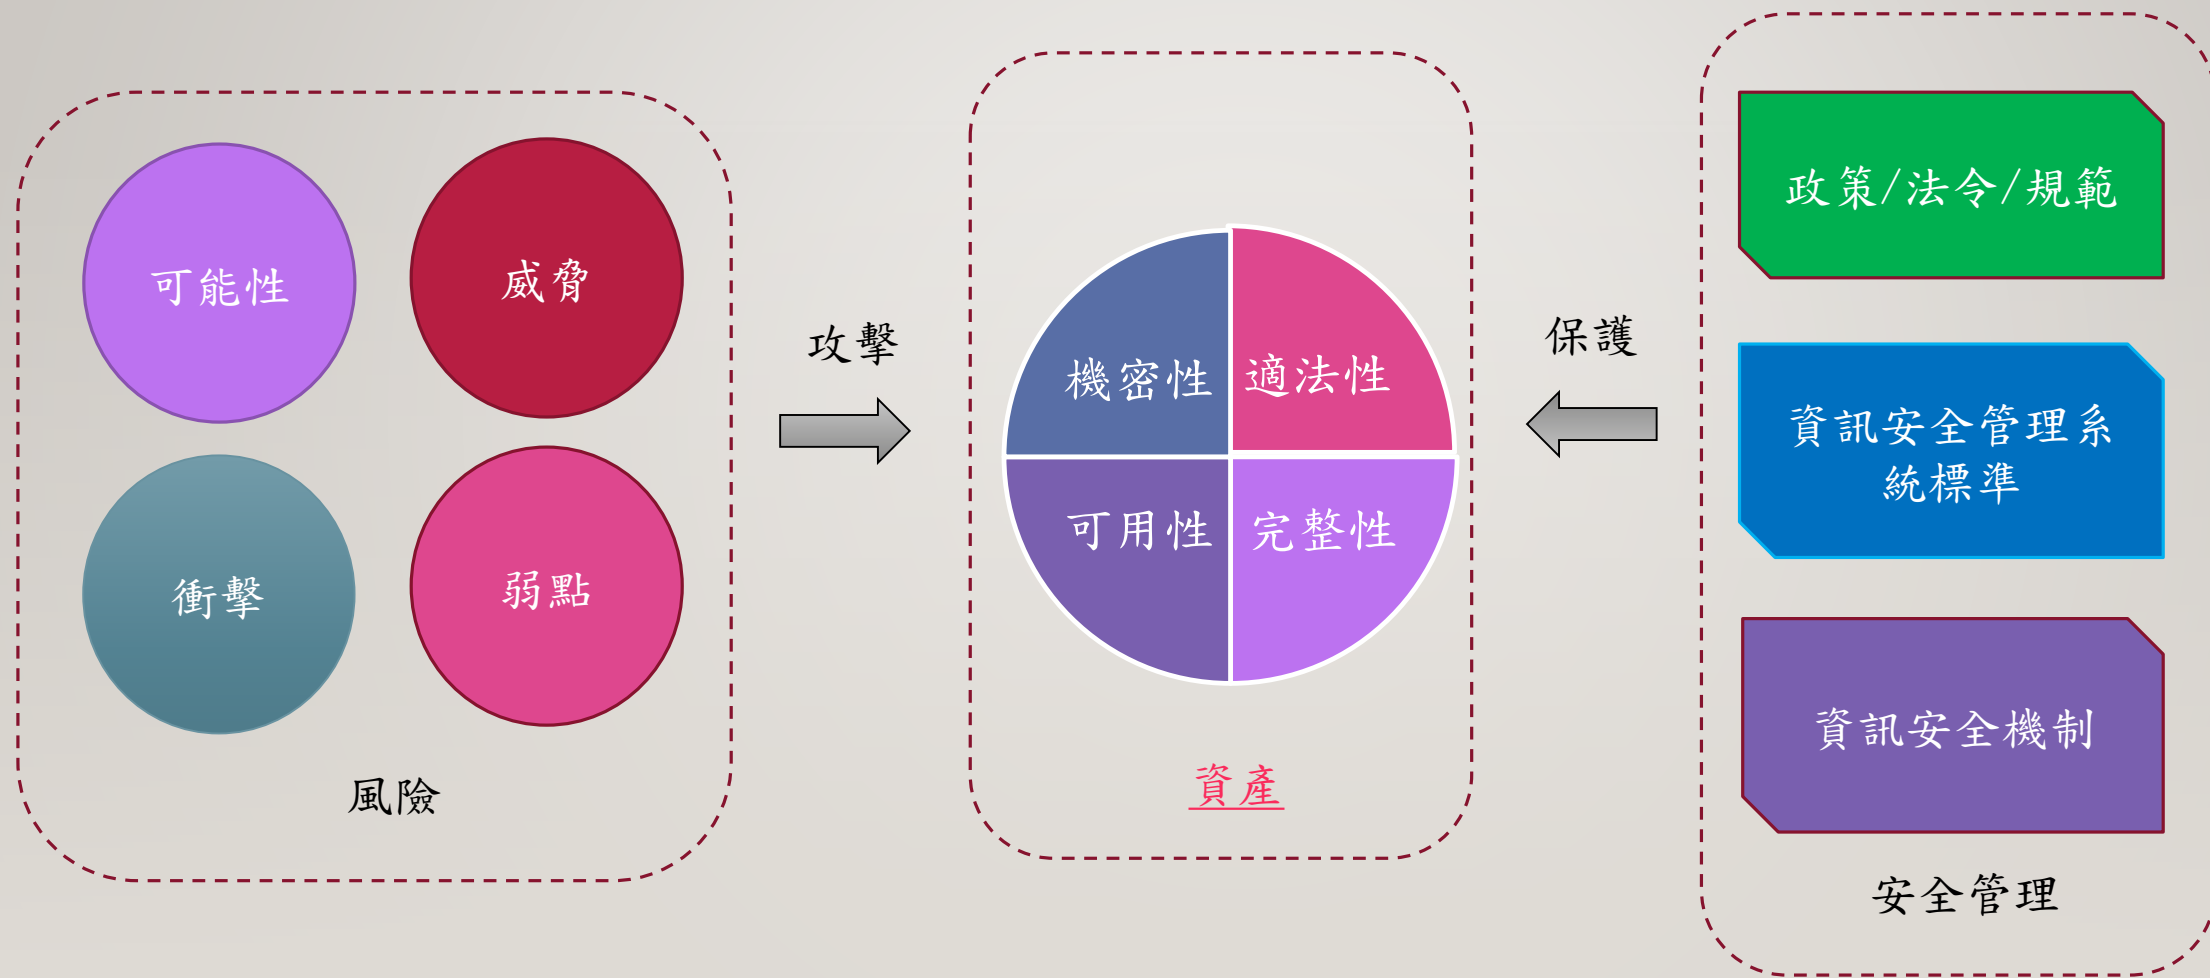 可能性
威脅
衝擊
弱點
風險
攻擊
機密性
適法性
可用性
完整性
資產
保護
政策/法令/規範
資訊安全管理系
統標準
資訊安全機制
安全管理